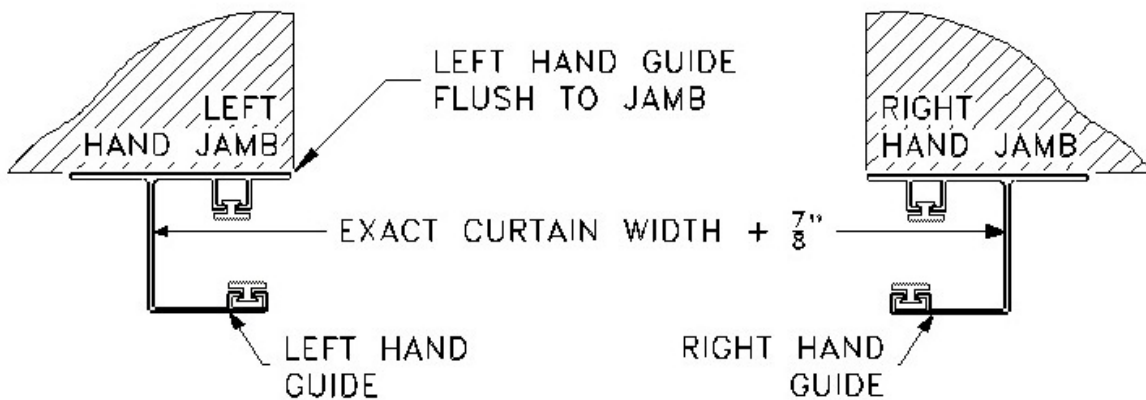 LEFT HAND GUIDE
FLUSH TO JAMB
LEFT
HAND JAMB
RIGHT
HAND JAMB
EXACT CURTAIN WIDTH + 7/8"
LEFT HAND
GUIDE
RIGHT HAND
GUIDE